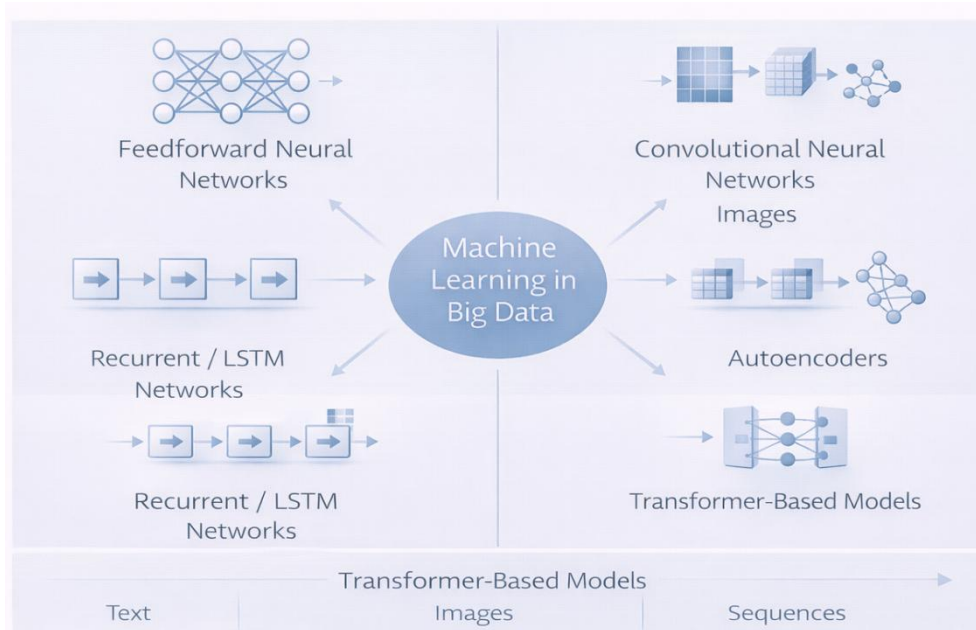 Feedforward Neural
Networks
Convolutional Neural
Networks
Images
Machine
Learning in
Big Data
Recurrent / LSTM
Networks
Autoencoders
Recurrent / LSTM
Networks
Transformer-Based Models
Transformer-Based Models
Text
Images
Sequences